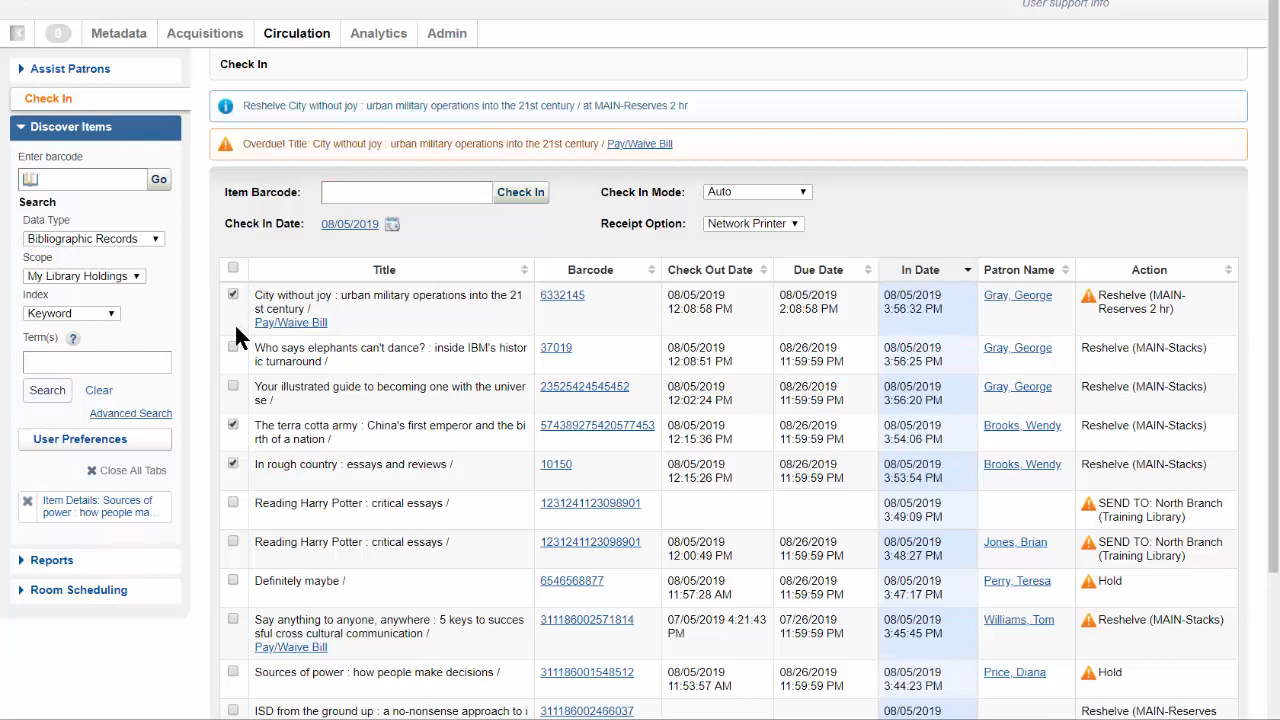 User support info
0 Metadata Acquisitions Circulation Analytics Admin
Assist Patrons
Check In
Discover Items
Enter barcode
Go
Search
Data Type
Bibliographic Records
Scope
My Library Holdings
Index
Keyword
Term(s) ?
Search Clear
Advanced Search
User Preferences
Close All Tabs
Item Details: Sources of
power : how people ma...
Reports
Room Scheduling
Check In
Reshelve City without joy : urban military operations into the 21st century / at MAIN-Reserves 2 hr
Overdue! Title: City without joy : urban military operations into the 21st century / Pay/Waive Bill
Item Barcode: Check In Check In Mode: Auto
Check In Date: 08/05/2019 Receipt Option: Network Printer
Title Barcode Check Out Date Due Date In Date Patron Name Action
City without joy : urban military operations into the 21 6332145 08/05/2019 08/05/2019 08/05/2019 Gray, George Reshelve (MAIN-
st century / 12:08:58 PM 2:08:58 PM 3:56:32 PM Reserves 2 hr)
Pay/Waive Bill
Who says elephants can't dance? : inside IBM's histor 37019 08/05/2019 08/26/2019 08/05/2019 Gray, George Reshelve (MAIN-Stacks)
ic turnaround / 12:08:51 PM 11:59:59 PM 3:56:25 PM
Your illustrated guide to becoming one with the univer 23525424545452 08/05/2019 08/26/2019 08/05/2019 Gray, George Reshelve (MAIN-Stacks)
se / 12:02:24 PM 11:59:59 PM 3:56:20 PM
The terra cotta army : China's first emperor and the bi 574389275420577453 08/05/2019 08/26/2019 08/05/2019 Brooks, Wendy Reshelve (MAIN-Stacks)
rth of a nation / 12:15:36 PM 11:59:59 PM 3:54:06 PM
In rough country : essays and reviews / 10150 08/05/2019 08/26/2019 08/05/2019 Brooks, Wendy Reshelve (MAIN-Stacks)
12:15:26 PM 11:59:59 PM 3:53:54 PM
Reading Harry Potter : critical essays / 1231241123098901 08/05/2019 SEND TO: North Branch
3:49:09 PM (Training Library)
Reading Harry Potter : critical essays / 1231241123098901 08/05/2019 08/26/2019 08/05/2019 Jones, Brian SEND TO: North Branch
12:00:49 PM 11:59:59 PM 3:48:27 PM (Training Library)
Definitely maybe / 6546568877 08/05/2019 08/26/2019 08/05/2019 Perry, Teresa Hold
11:57:28 AM 11:59:59 PM 3:47:17 PM
Say anything to anyone, anywhere : 5 keys to succes 311186002571814 07/05/2019 4:21:43 07/26/2019 08/05/2019 Williams, Tom Reshelve (MAIN-Stacks)
sful cross cultural communication / PM 11:59:59 PM 3:45:45 PM
Pay/Waive Bill
Sources of power : how people make decisions / 311186001548512 08/05/2019 08/26/2019 08/05/2019 Price, Diana Hold
11:53:57 AM 11:59:59 PM 3:44:23 PM
ISD from the ground up : a no-nonsense approach to i 311186002466037 08/05/2019 Reshelve (MAIN-Reserves